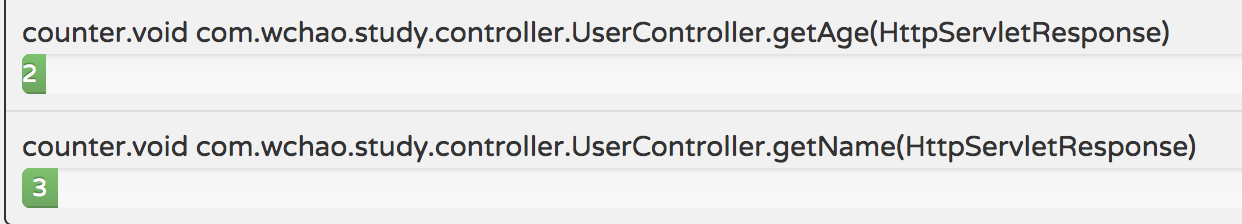 counter.void com.wchao.study.controller.UserController.getAge(HttpServletResponse)
2
counter.void com.wchao.study.controller.UserController.getName(HttpServletResponse)
3